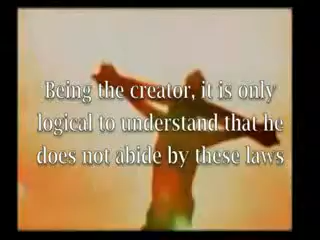 Being the creator, it is only
logical to understand that he
does not abide by these laws